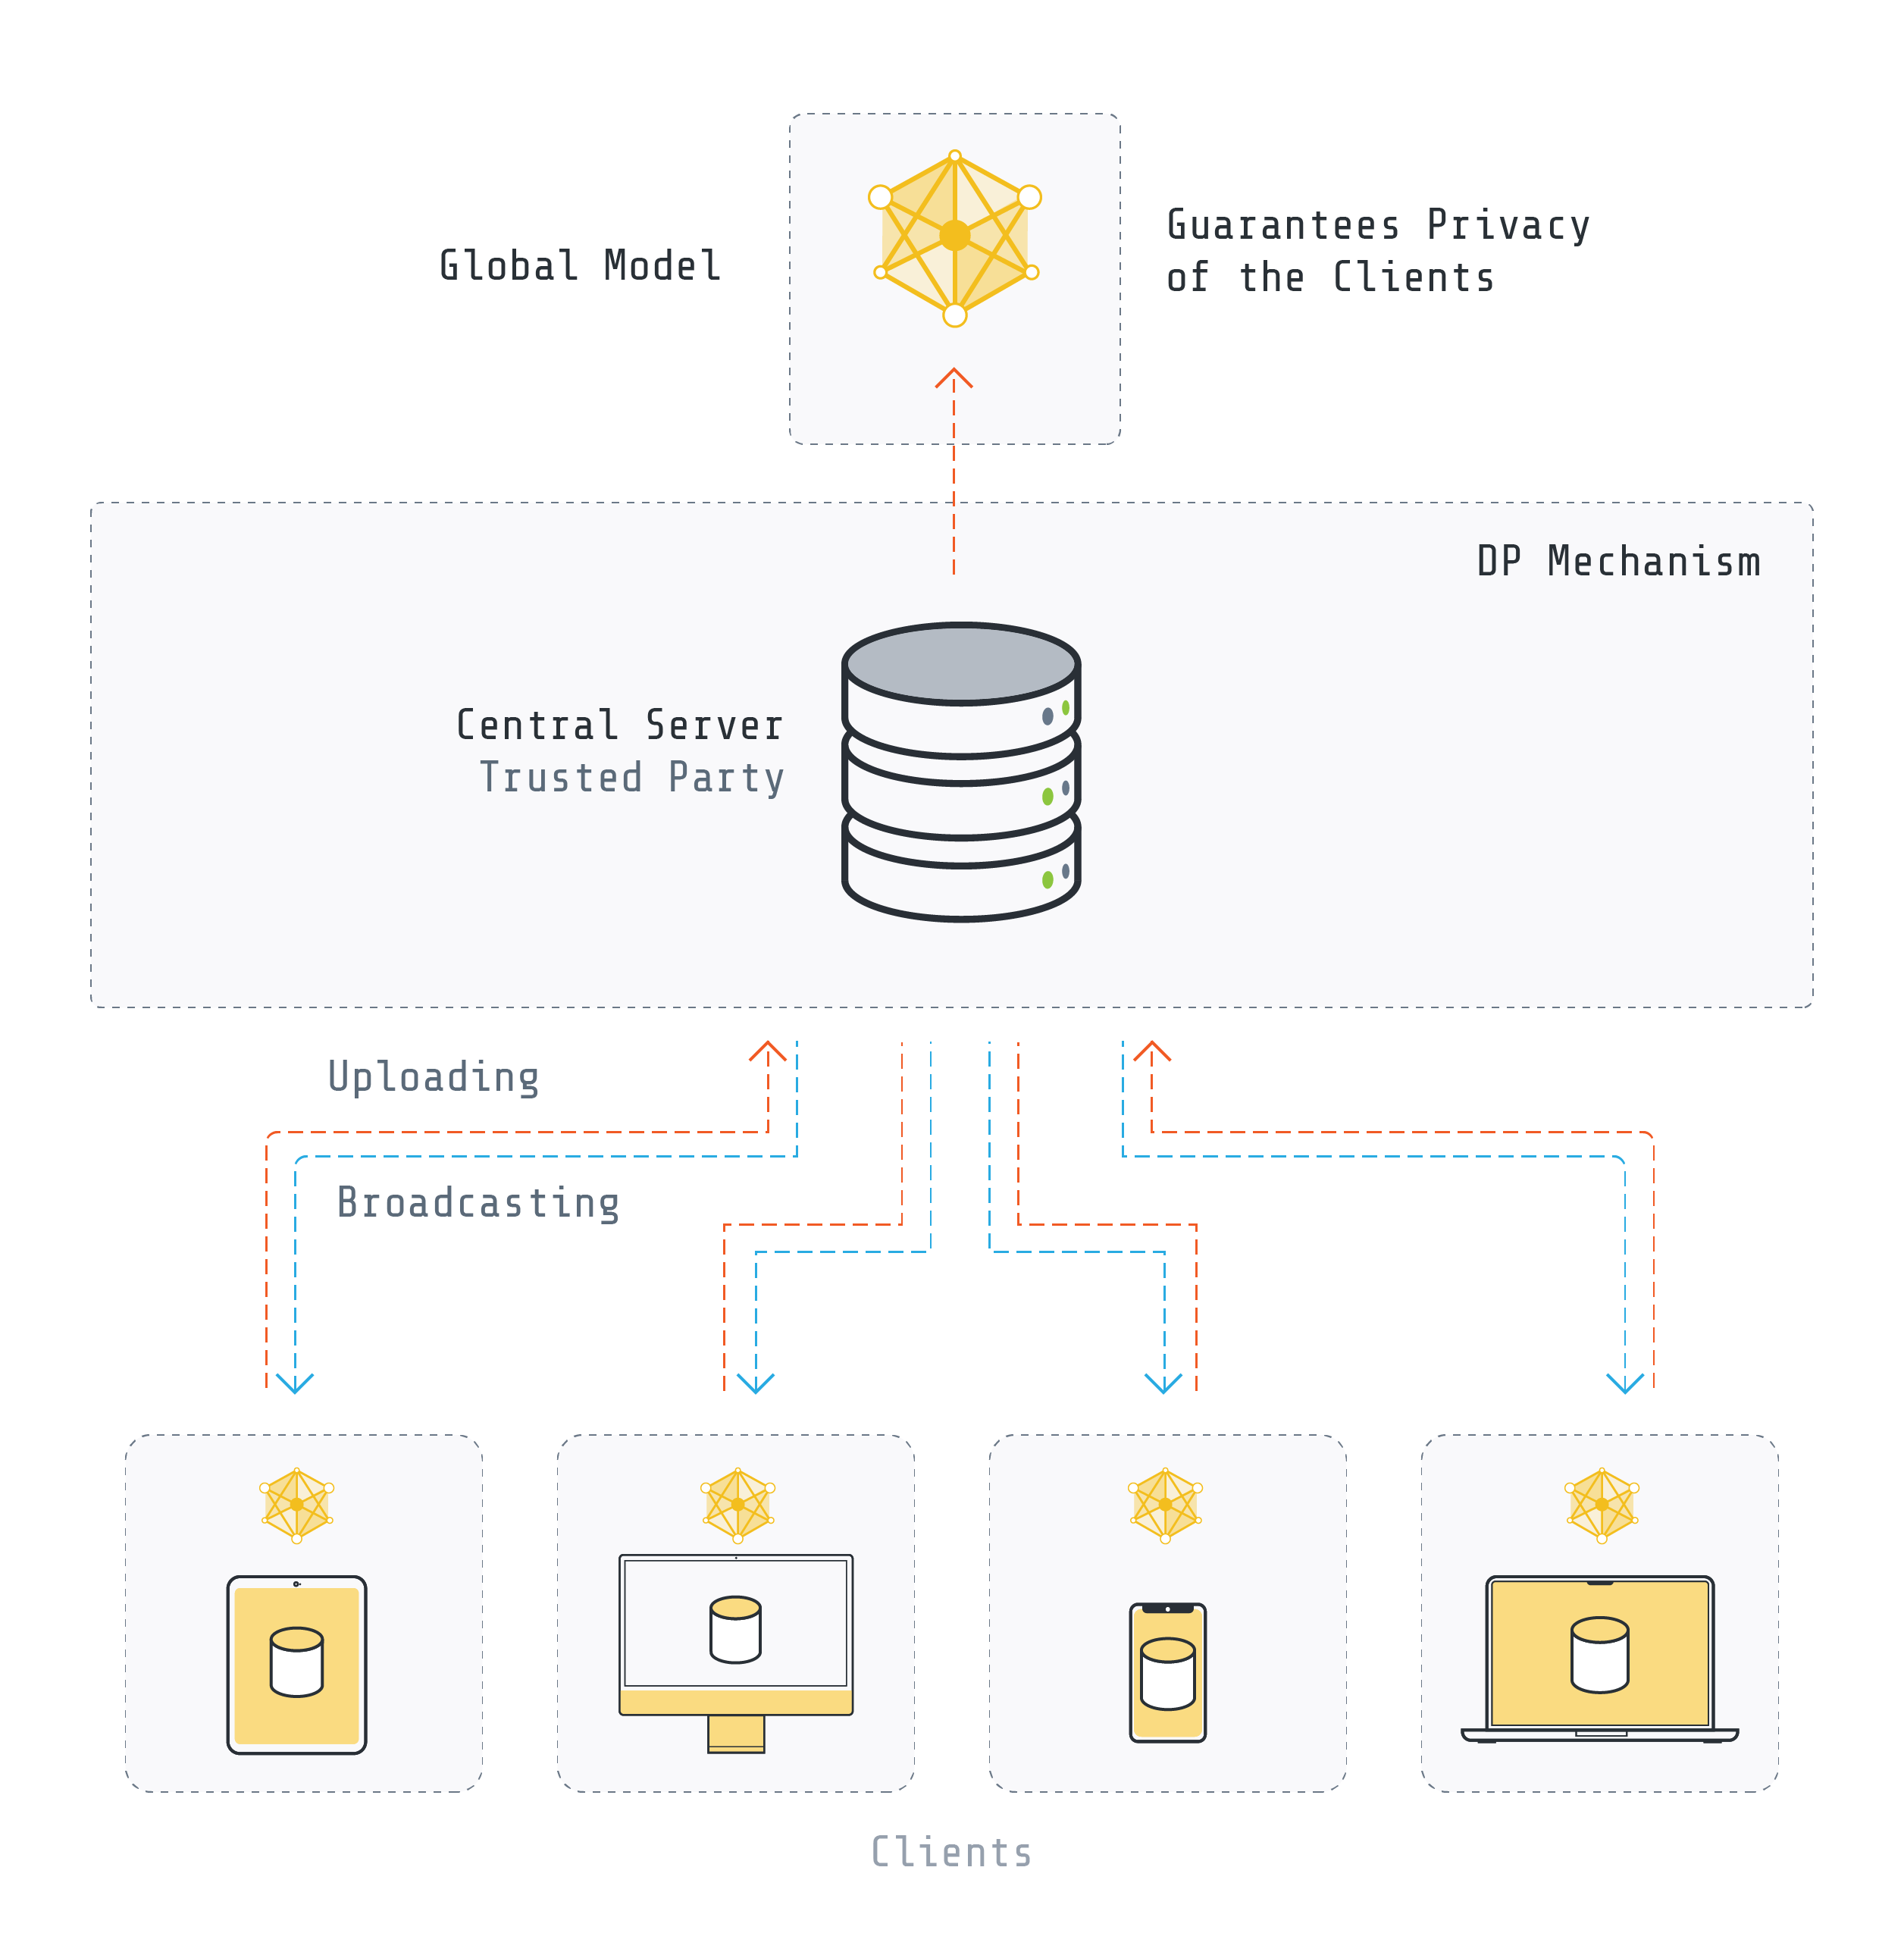 Global Model
Guarantees Privacy
of the Clients
DP Mechanism
Central Server
Trusted Party
Uploading
Broadcasting
Clients